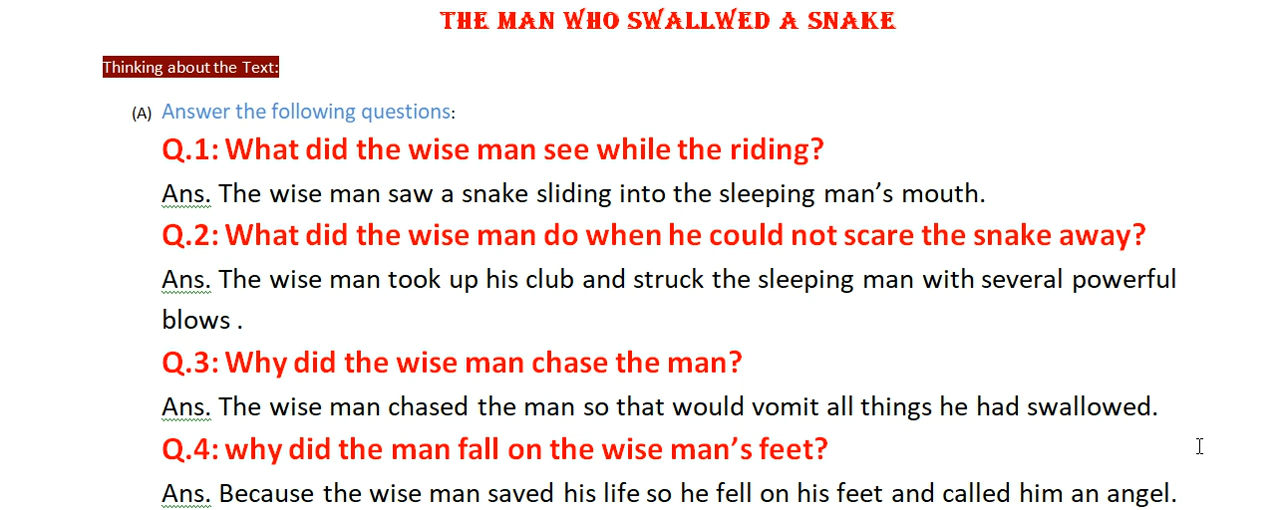 THE MAN WHO SWALLWED A SNAKE
Thinking about the Text:
(A) Answer the following questions:
Q.1: What did the wise man see while the riding?
Ans. The wise man saw a snake sliding into the sleeping man's mouth.
Q.2: What did the wise man do when he could not scare the snake away?
Ans. The wise man took up his club and struck the sleeping man with several powerful
blows .
Q.3: Why did the wise man chase the man?
Ans. The wise man chased the man so that would vomit all things he had swallowed.
Q.4: why did the man fall on the wise man's feet?
Ans. Because the wise man saved his life so he fell on his feet and called him an angel.